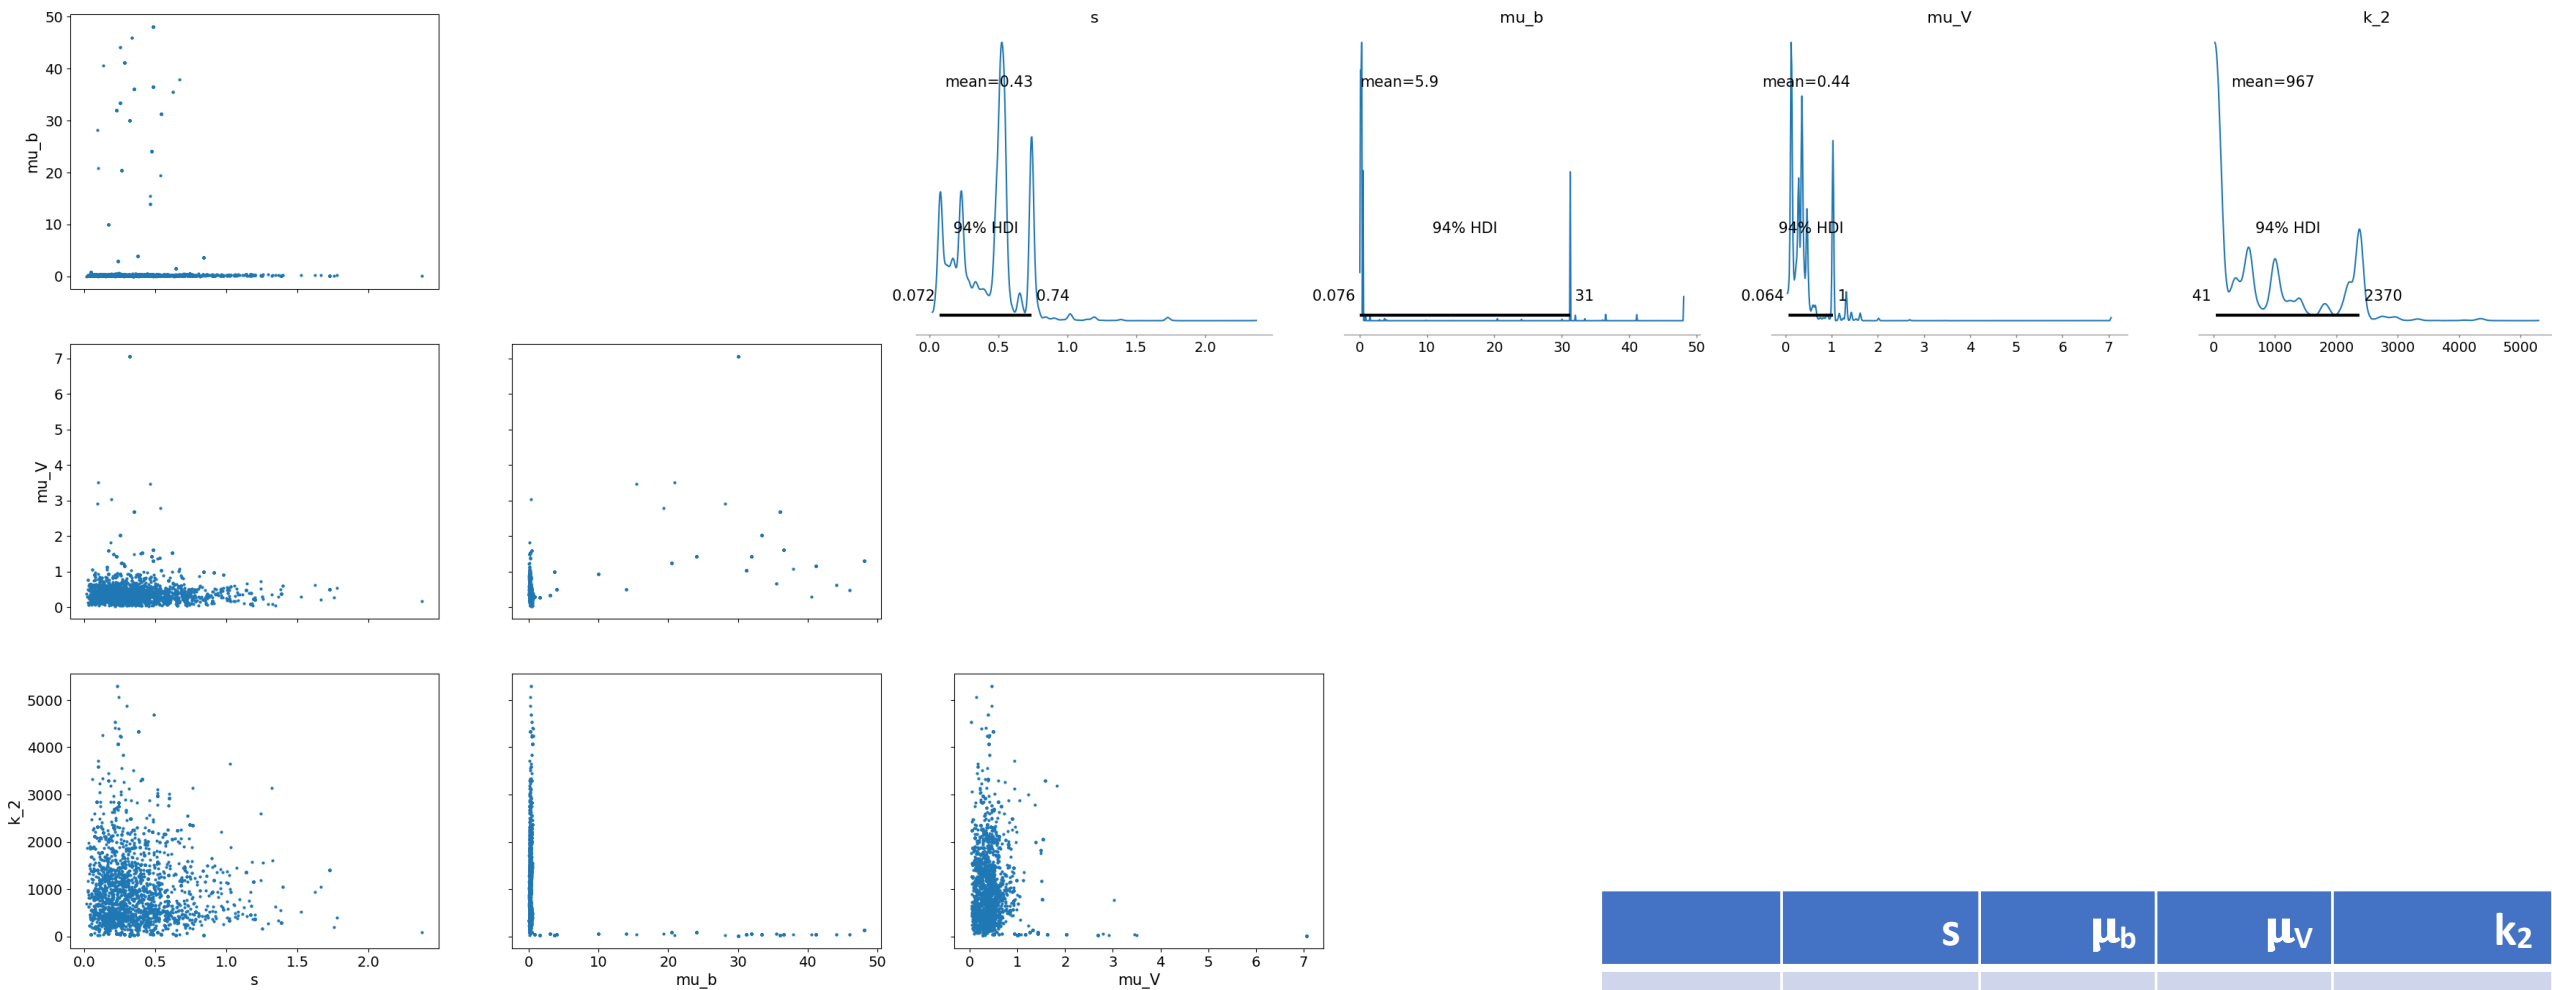 s
mu_b
mu_V
k_2
50
40
30
20
10
0
mu_b
mean=0.43
94% HDI
0.072
0.74
0.0 0.5 1.0 1.5 2.0
mean=5.9
94% HDI
0.076
31
0 10 20 30 40 50
mean=0.44
94% HDI
0.064
1
0 1 2 3 4 5 6 7
mean=967
94% HDI
41
2370
0 1000 2000 3000 4000 5000
7
6
5
4
3
2
1
0
mu_V
5000
4000
3000
2000
1000
0
k_2
0.0 0.5 1.0 1.5 2.0
s
0 10 20 30 40 50
mu_b
0 1 2 3 4 5 6 7
mu_V
s μb μV k2